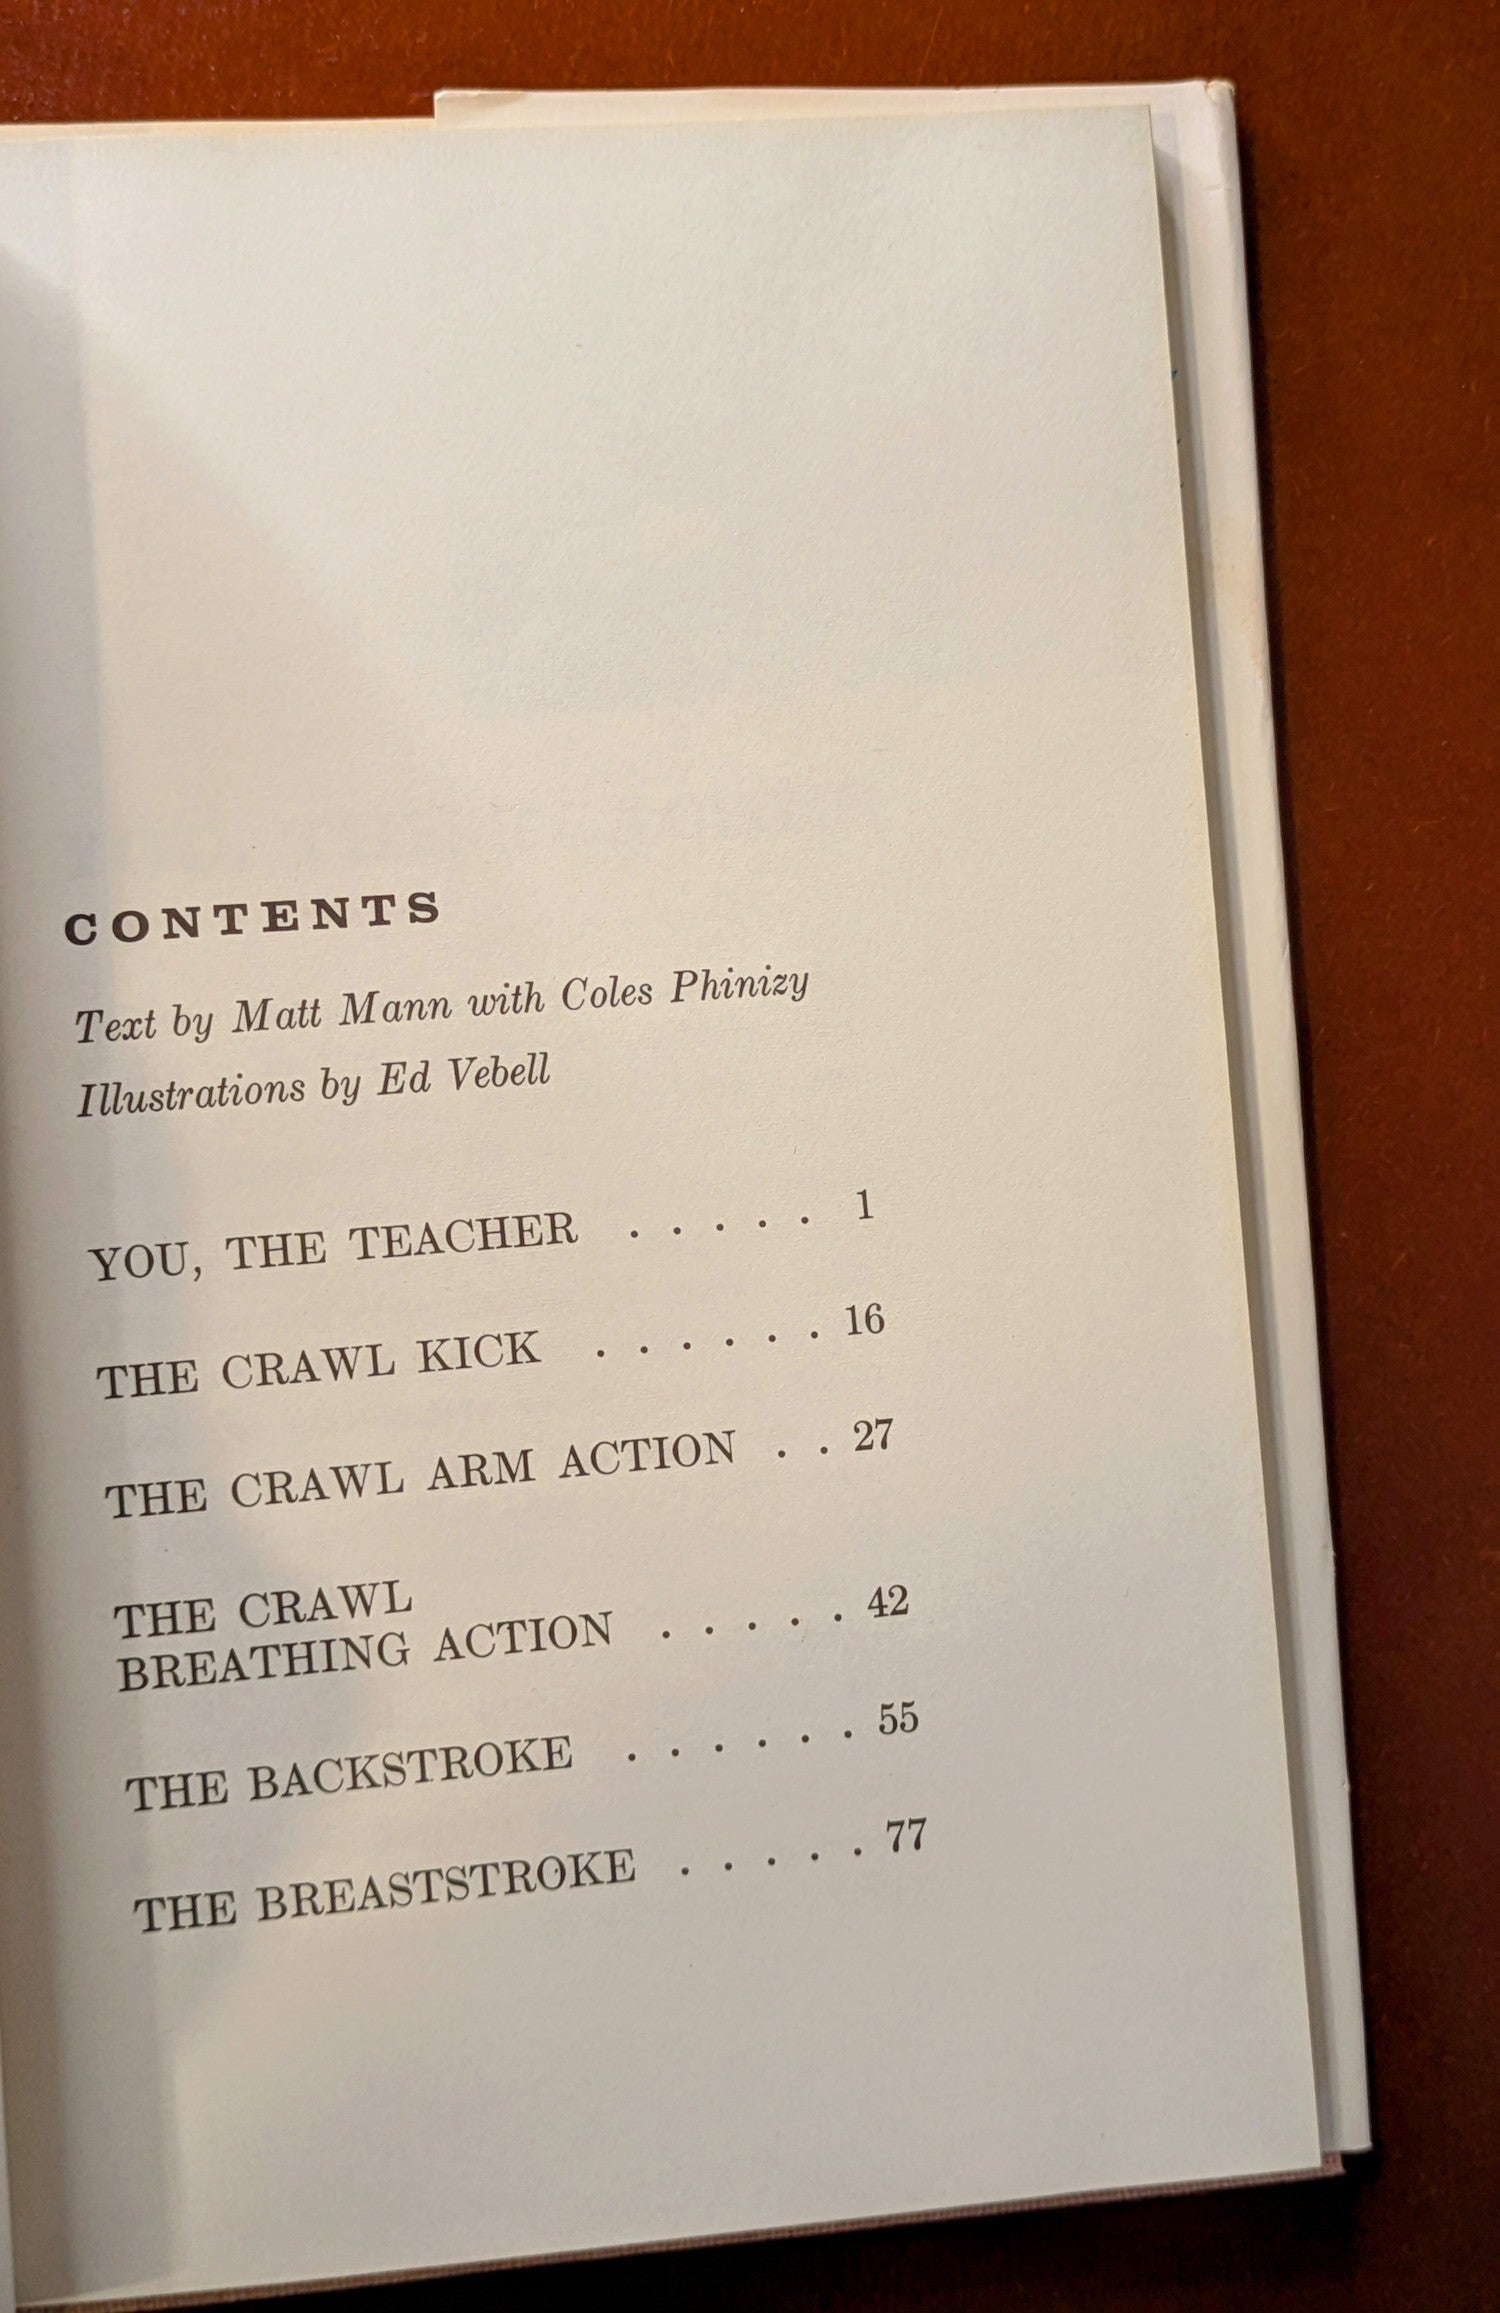 CONTENTS
Text by Matt Mann with Coles Phinizy
Illustrations by Ed Vebell
YOU, THE TEACHER . . . . . 1
THE CRAWL KICK . . . . . . 16
THE CRAWL ARM ACTION . . 27
THE CRAWL
BREATHING ACTION . . . . . 42
THE BACKSTROKE . . . . . . 55
THE BREASTSTROKE . . . . . 77